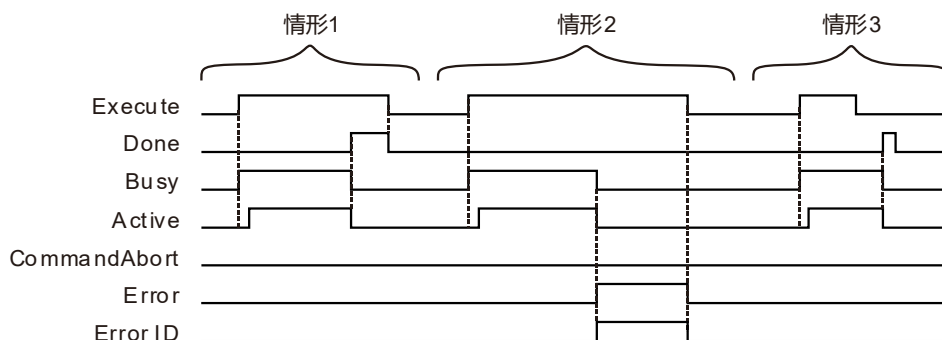 情形1 情形2 情形3
Execute
Done
Busy
Active
CommandAbort
Error
Error ID